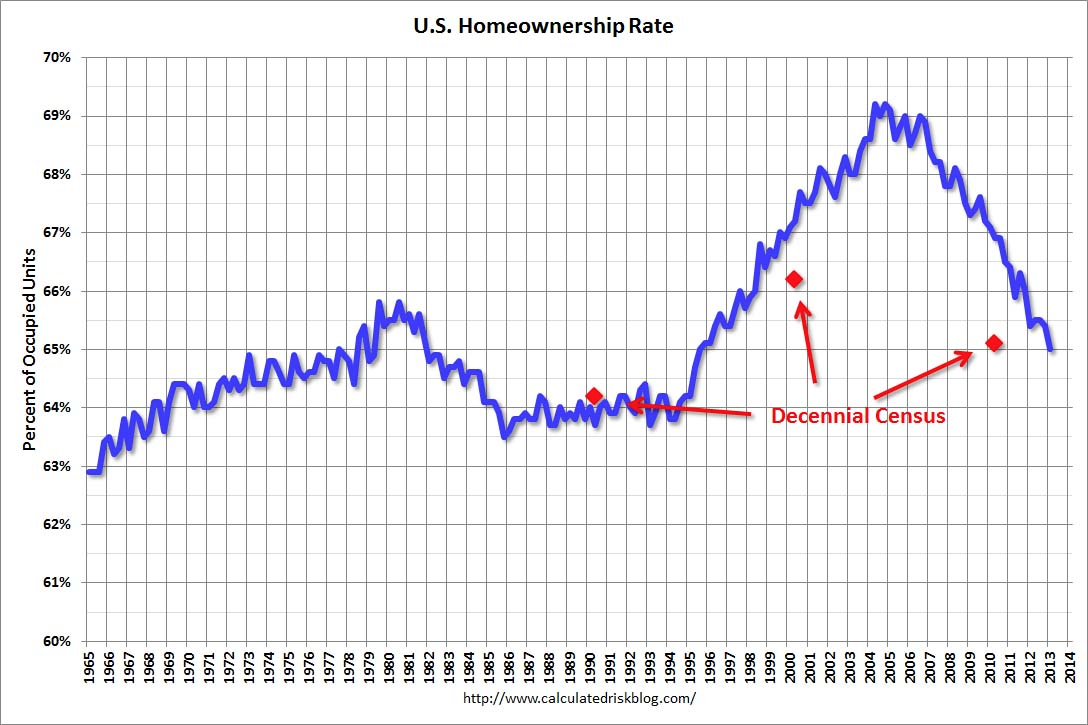 U.S. Homeownership Rate
Percent of Occupied Units
70%
69%
68%
67%
66%
65%
64%
63%
62%
61%
60%
Decennial Census
1965 1966 1967 1968 1969 1970 1971 1972 1973 1974 1975 1976 1977 1978 1979 1980 1981 1982 1983 1984 1985 1986 1987 1988 1989 1990 1991 1992 1993 1994 1995 1996 1997 1998 1999 2000 2001 2002 2003 2004 2005 2006 2007 2008 2009 2010 2011 2012 2013 2014
http://www.calculatedriskblog.com/